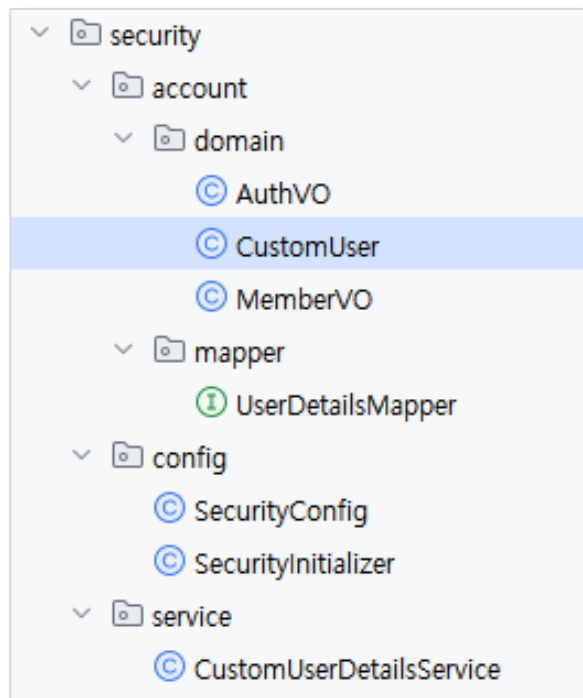 security
account
domain
C AuthVO
C CustomUser
C MemberVO
mapper
I UserDetailsMapper
config
C SecurityConfig
C SecurityInitializer
service
C CustomUserDetailsService